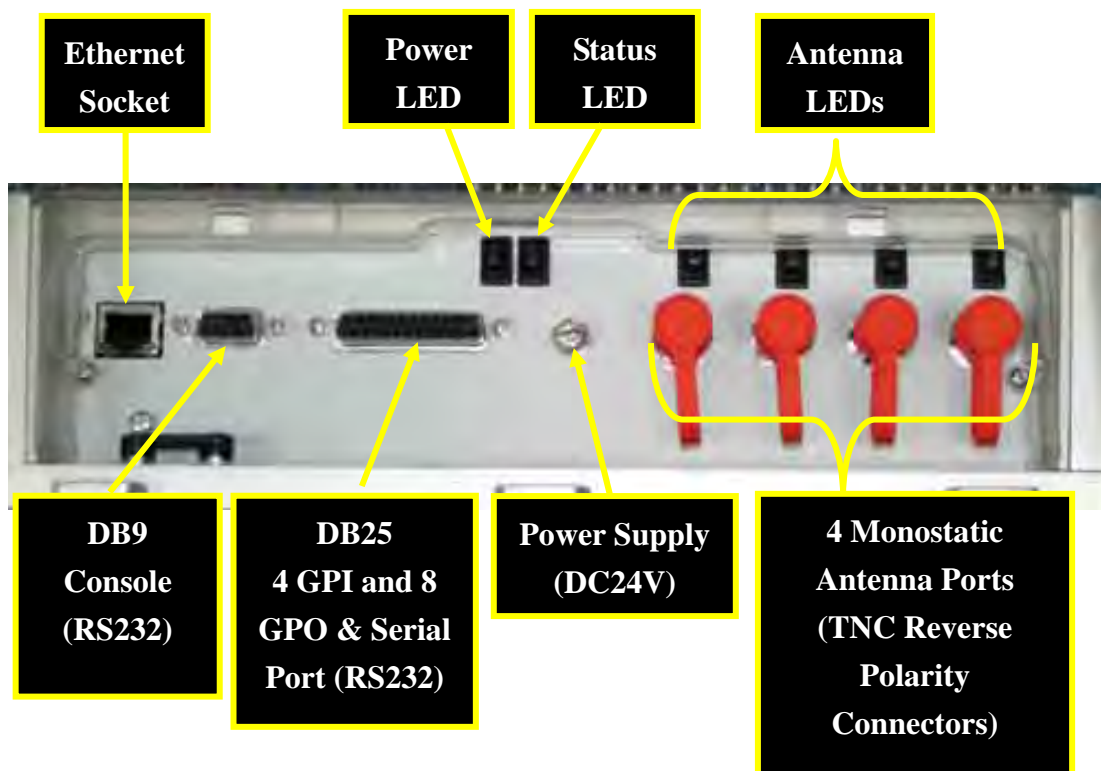 Ethernet
Socket
Power
LED
Status
LED
Antenna
LEDs
DB9
Console
(RS232)
DB25
4 GPI and 8
GPO & Serial
Port (RS232)
Power Supply
(DC24V)
4 Monostatic
Antenna Ports
(TNC Reverse
Polarity
Connectors)